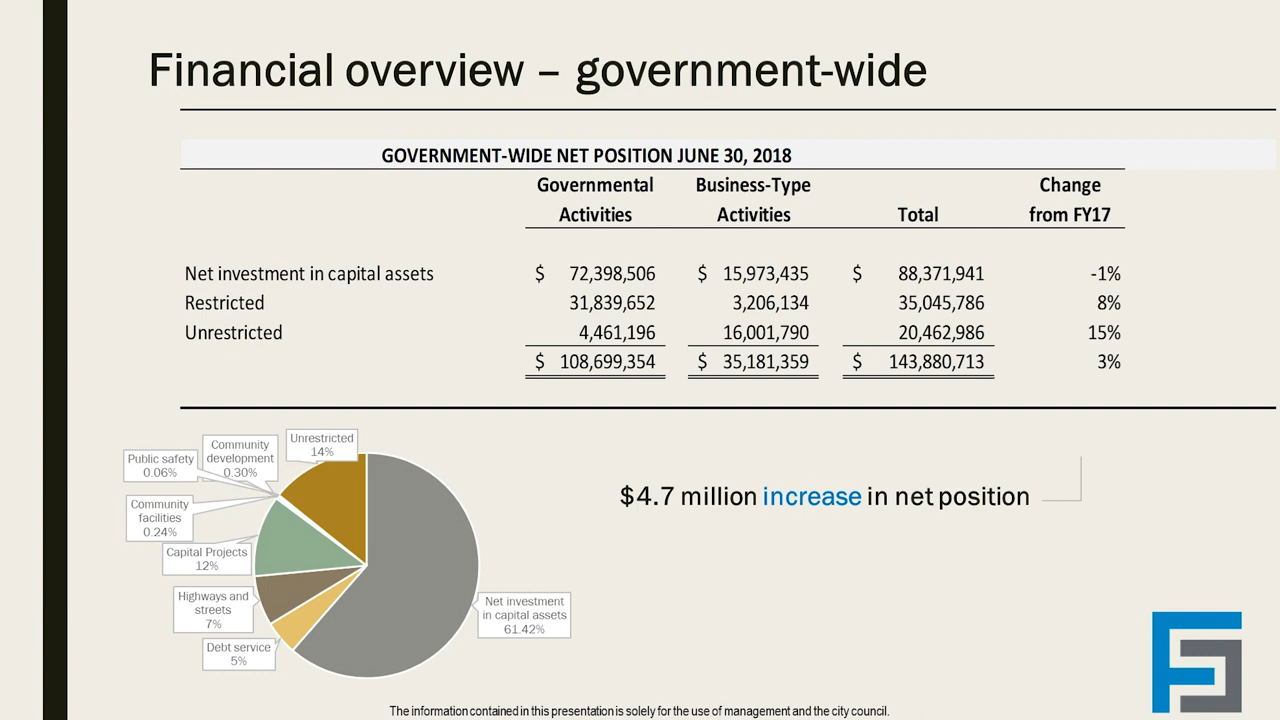 Financial overview – government-wide
GOVERNMENT-WIDE NET POSITION JUNE 30, 2018
Governmental Business-Type Change
Activities Activities Total from FY17
Net investment in capital assets $ 72,398,506 $ 15,973,435 $ 88,371,941 -1%
Restricted 31,839,652 3,206,134 35,045,786 8%
Unrestricted 4,461,196 16,001,790 20,462,986 15%
$ 108,699,354 $ 35,181,359 $ 143,880,713 3%
Unrestricted
14%
Community
development
0.30%
Public safety
0.06%
Community
facilities
0.24%
Capital Projects
12%
Highways and
streets
7%
Debt service
5%
Net investment
in capital assets
61.42%
$4.7 million increase in net position
The information contained in this presentation is solely for the use of management and the city council.